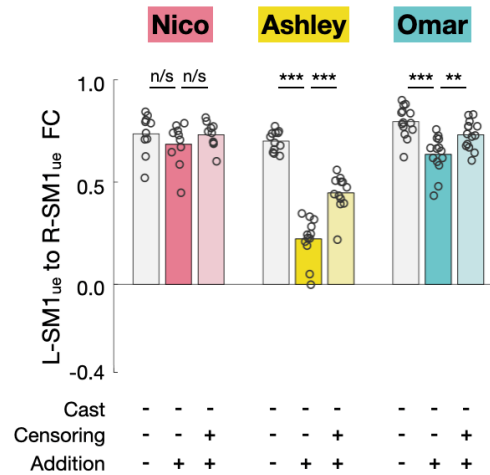 Nico Ashley Omar
n/s n/s *** *** *** **
1.0
0.5
0.0
-0.4
L-SM1ue to R-SM1ue FC
Cast - - - - - - - - -
Censoring - - + - - + - - +
Addition - + + - + + - + +